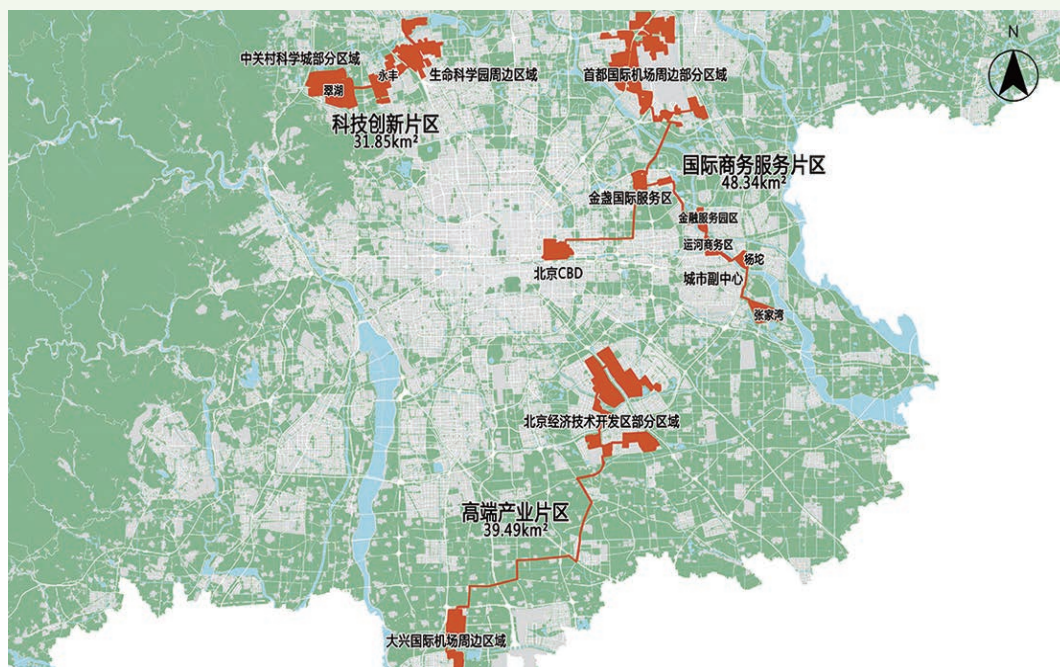 N
中关村科学城部分区域
永丰
生命科学园周边区域
首都国际机场周边部分区域
翠湖
科技创新片区
31.85km²
国际商务服务片区
48.34km²
金盏国际服务区
金融服务园区
运河商务区
杨坨
北京CBD
城市副中心
张家湾
北京经济技术开发区部分区域
高端产业片区
39.49km²
大兴国际机场周边区域